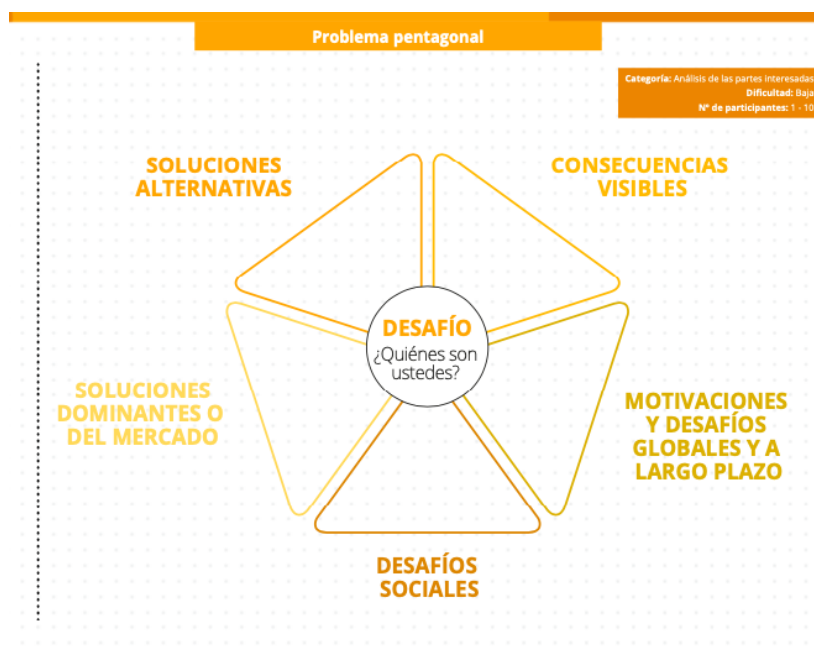 Problema pentagonal
Categoría: Análisis de las partes interesadas
Dificultad: Baja
Nº de participantes: 1 - 10
SOLUCIONES
ALTERNATIVAS
CONSECUENCIAS
VISIBLES
DESAFÍO
¿Quiénes son
ustedes?
SOLUCIONES
DOMINANTES O
DEL MERCADO
MOTIVACIONES
Y DESAFÍOS
GLOBALES Y A
LARGO PLAZO
DESAFÍOS
SOCIALES